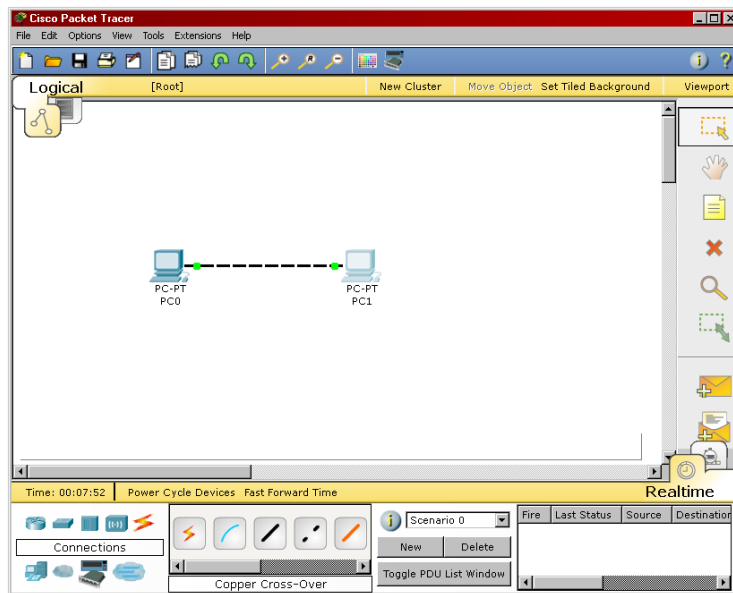 Cisco Packet Tracer
File Edit Options View Tools Extensions Help
Logical [Root] New Cluster Move Object Set Tiled Background Viewport
PC-PT PC-PT
PC0 PC1
Time: 00:07:52 Power Cycle Devices Fast Forward Time Realtime
Scenario 0 Fire Last Status Source Destination
Connections New Delete
Toggle PDU List Window
Copper Cross-Over